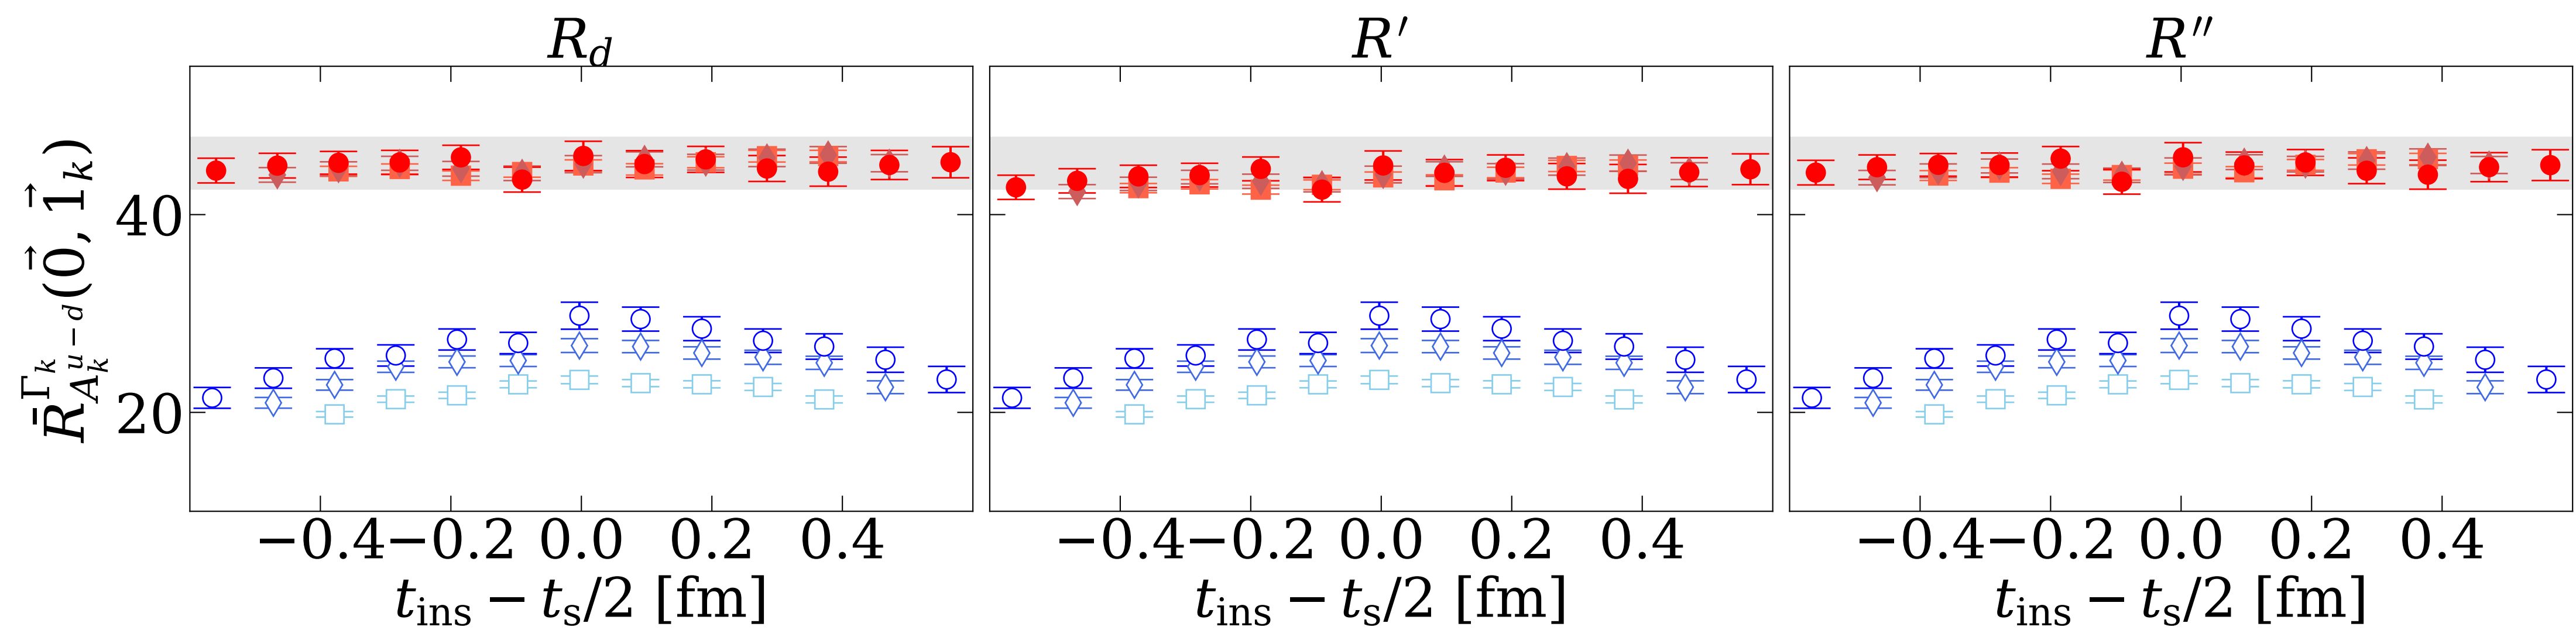 R_d R′ R″
R̄^{Γ_k}_{A_k^{u−d}}(0⃗, 1⃗_k)
40
20
−0.4 −0.2 0.0 0.2 0.4 −0.4 −0.2 0.0 0.2 0.4 −0.4 −0.2 0.0 0.2 0.4
t_ins − t_s/2 [fm] t_ins − t_s/2 [fm] t_ins − t_s/2 [fm]